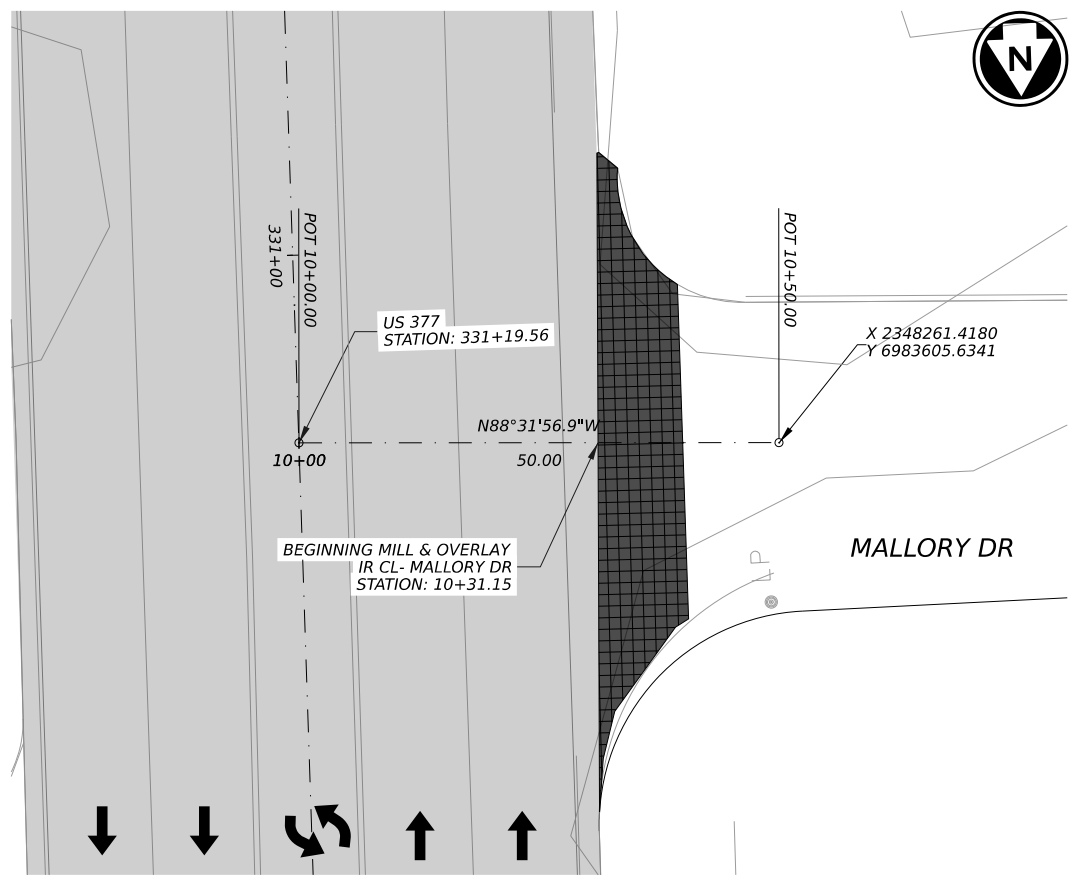 N
POT 10+00.00
331+00
POT 10+50.00
US 377
STATION: 331+19.56
X 2348261.4180
Y 6983605.6341
N88°31'56.9"W
10+00
50.00
BEGINNING MILL & OVERLAY
IR CL- MALLORY DR
STATION: 10+31.15
MALLORY DR
LP